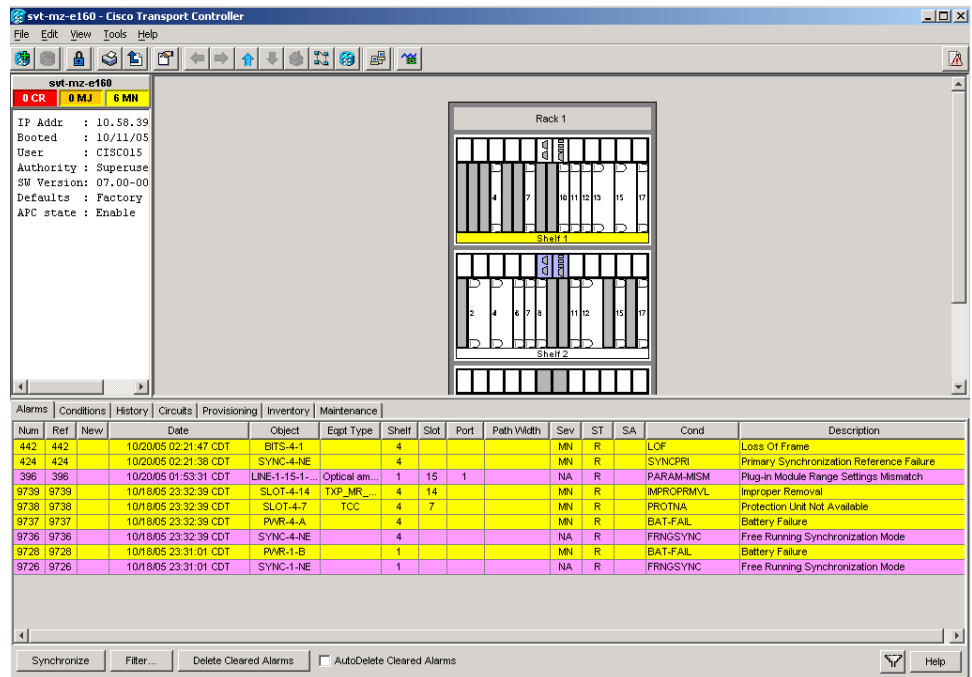 svt-mz-e160 - Cisco Transport Controller
File Edit View Tools Help
svt-mz-e160
0 CR 0 MJ 6 MN
IP Addr : 10.58.39
Booted : 10/11/05
User : CISCO15
Authority : Superuse
SW Version: 07.00-00
Defaults : Factory
APC state : Enable
Rack 1
4 7 10 11 12 13 15 17
Shelf 1
2 4 6 7 8 11 12 15 17
Shelf 2
Alarms Conditions History Circuits Provisioning Inventory Maintenance
Num Ref New Date Object Eqpt Type Shelf Slot Port Path Width Sev ST SA Cond Description
442 442 10/20/05 02:21:47 CDT BITS-4-1 4 MN R LOF Loss Of Frame
424 424 10/20/05 02:21:38 CDT SYNC-4-NE 4 MN R SYNCPRI Primary Synchronization Reference Failure
396 396 10/20/05 01:53:31 CDT LINE-1-15-1-... Optical am... 1 15 1 NA R PARAM-MISM Plug-in Module Range Settings Mismatch
9739 9739 10/18/05 23:32:39 CDT SLOT-4-14 TXP_MR_... 4 14 MN R IMPROPRMVL Improper Removal
9738 9738 10/18/05 23:32:39 CDT SLOT-4-7 TCC 4 7 MN R PROTNA Protection Unit Not Available
9737 9737 10/18/05 23:32:39 CDT PWR-4-A 4 MN R BAT-FAIL Battery Failure
9736 9736 10/18/05 23:32:39 CDT SYNC-4-NE 4 NA R FRNGSYNC Free Running Synchronization Mode
9728 9728 10/18/05 23:31:01 CDT PWR-1-B 1 MN R BAT-FAIL Battery Failure
9726 9726 10/18/05 23:31:01 CDT SYNC-1-NE 1 NA R FRNGSYNC Free Running Synchronization Mode
Synchronize Filter... Delete Cleared Alarms AutoDelete Cleared Alarms Help